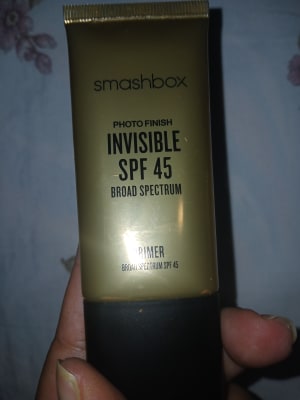 smashbox
PHOTO FINISH
INVISIBLE
SPF 45
BROAD SPECTRUM
PRIMER
BROAD SPECTRUM SPF 45